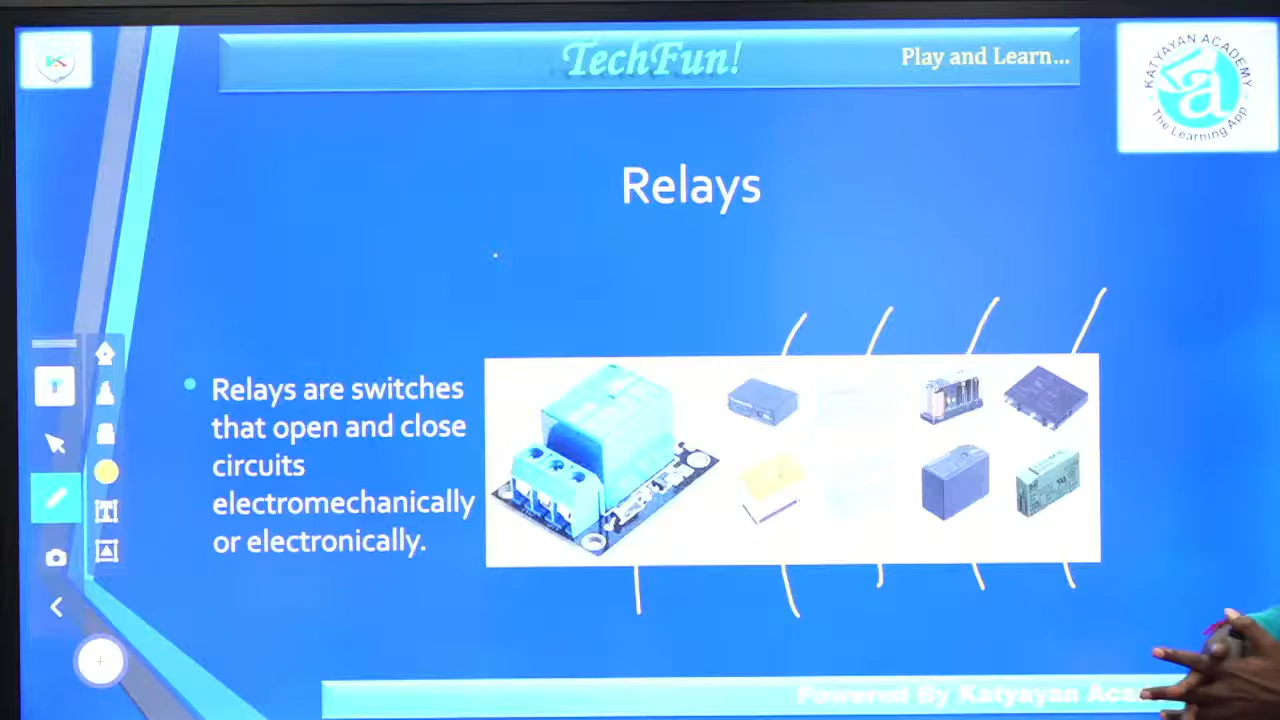 TechFun!
Play and Learn...
KATYAYAN ACADEMY
The Learning App
Relays
Relays are switches
that open and close
circuits
electromechanically
or electronically.
Powered By Katyayan